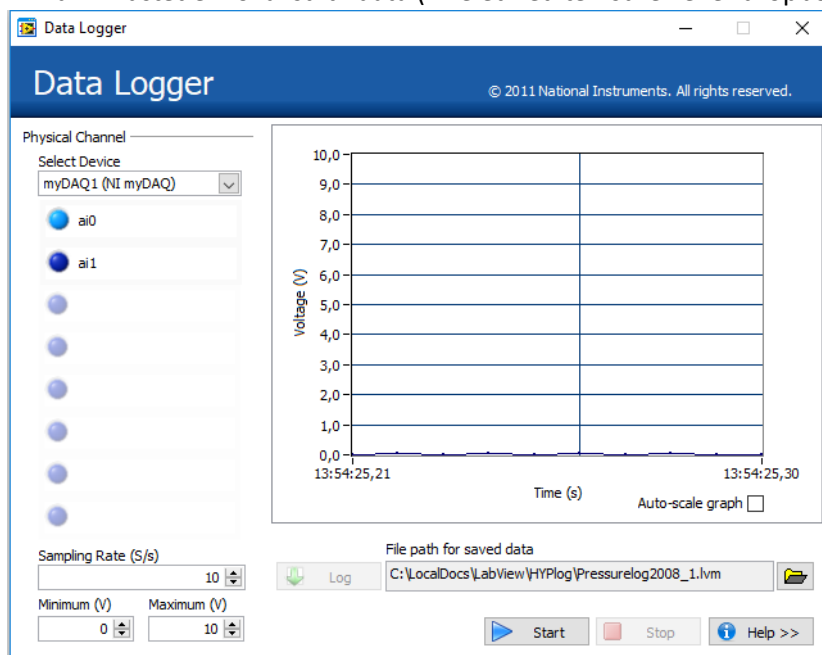 Data Logger
Data Logger
© 2011 National Instruments. All rights reserved.
Physical Channel
Select Device
myDAQ1 (NI myDAQ)
ai0
ai1
Sampling Rate (S/s)
10
Minimum (V) Maximum (V)
0 10
Voltage (V)
10,0
9,0
8,0
7,0
6,0
5,0
4,0
3,0
2,0
1,0
0,0
13:54:25,21 13:54:25,30
Time (s)
Auto-scale graph
File path for saved data
Log C:\LocalDocs\LabView\HYPlog\Pressurelog2008_1.lvm
Start Stop Help >>